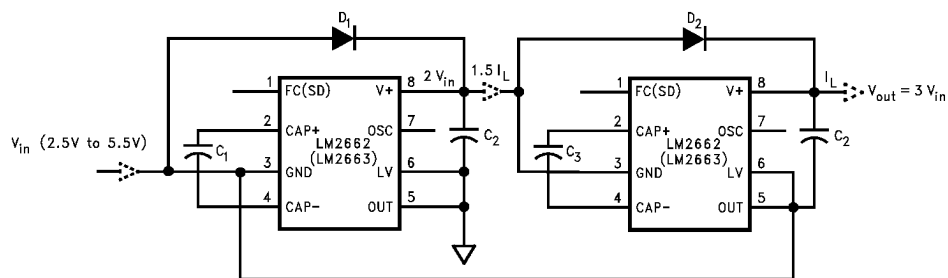 D1
D2
2 Vin
1.5 IL
IL
Vout = 3 Vin
Vin (2.5V to 5.5V)
1
FC(SD)
V+
8
2
CAP+
OSC
7
LM2662
(LM2663)
3
GND
LV
6
4
CAP-
OUT
5
C1
C2
1
FC(SD)
V+
8
2
CAP+
OSC
7
LM2662
(LM2663)
3
GND
LV
6
4
CAP-
OUT
5
C3
C2